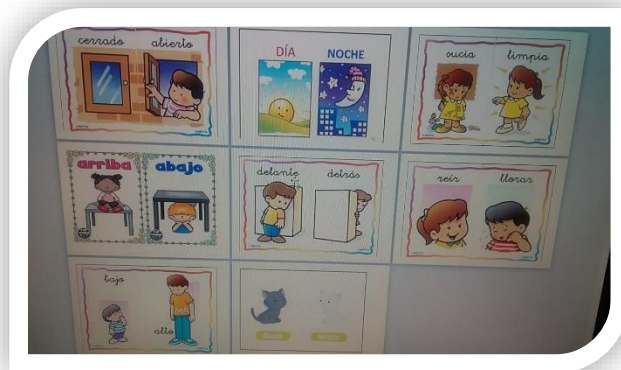 cerrado abierto
DÍA NOCHE
sucia limpia
arriba abajo
delante detrás
reír llorar
bajo
alto